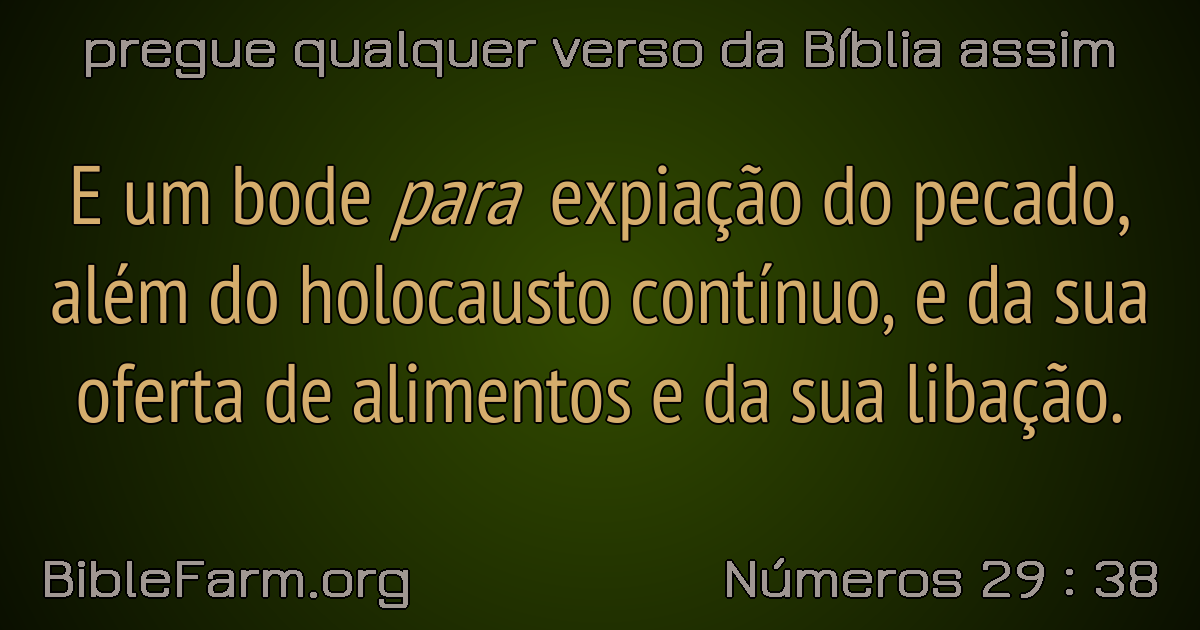 pregue qualquer verso da Bíblia assim
E um bode para expiação do pecado,
além do holocausto contínuo, e da sua
oferta de alimentos e da sua libação.
BibleFarm.org
Números 29 : 38